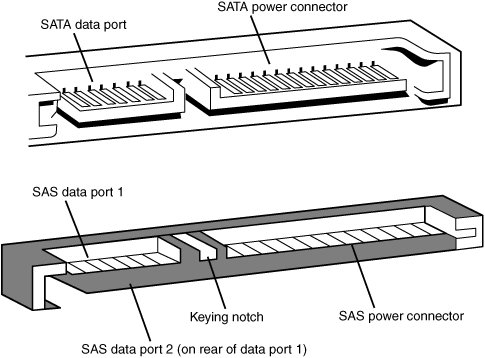 SATA power connector
SATA data port
SAS data port 1
Keying notch
SAS power connector
SAS data port 2 (on rear of data port 1)